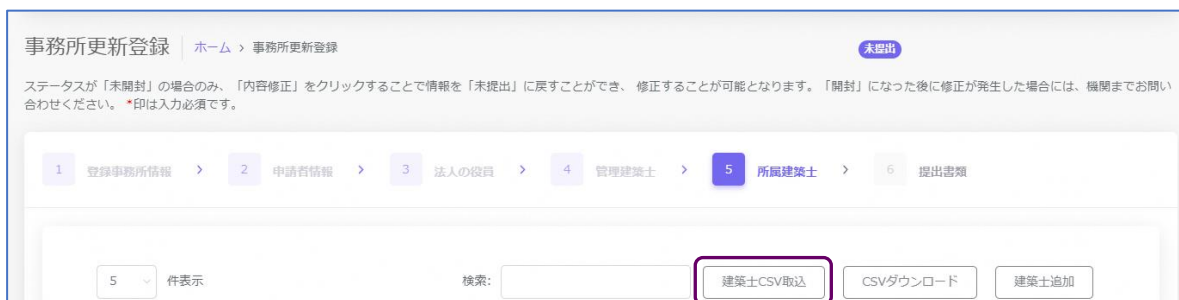 事務所更新登録 ホーム > 事務所更新登録 未提出
ステータスが「未開封」の場合のみ、「内容修正」をクリックすることで情報を「未提出」に戻すことができ、 修正することが可能となります。「開封」になった後に修正が発生した場合には、機関までお問い
合わせください。 *印は入力必須です。
1 登録事務所情報 > 2 申請者情報 > 3 法人の役員 > 4 管理建築士 > 5 所属建築士 > 6 提出書類
5 件表示 検索: 建築士CSV取込 CSVダウンロード 建築士追加